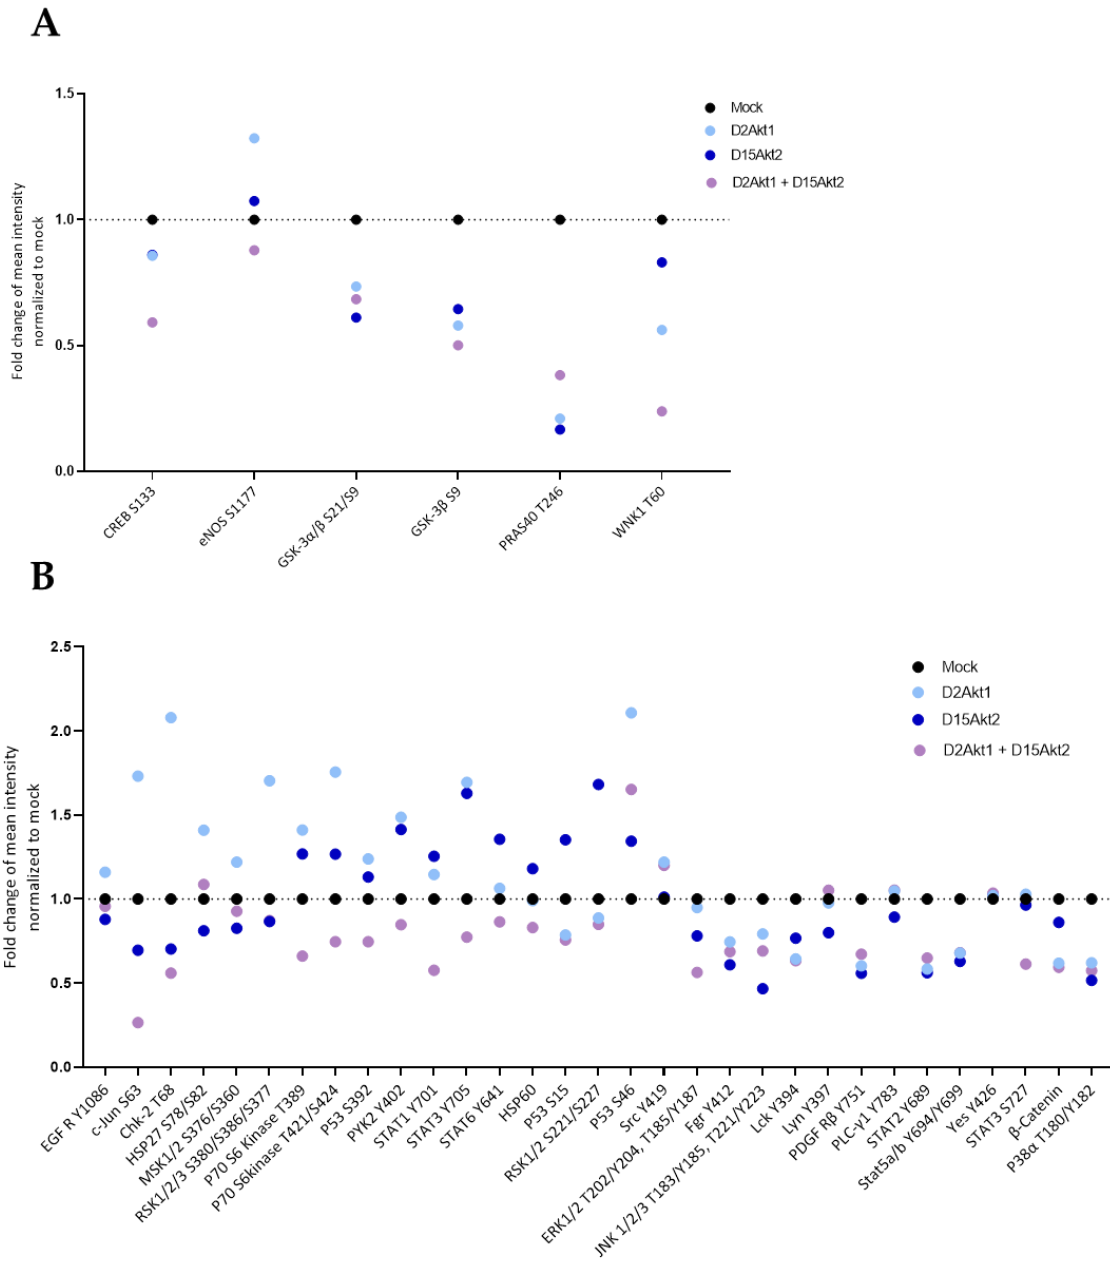 A
1.5
1.0
0.5
0.0
Fold change of mean intensity
normalized to mock
Mock
D2Akt1
D15Akt2
D2Akt1 + D15Akt2
CREB S133
eNOS S1177
GSK-3α/β S21/S9
GSK-3β S9
PRAS40 T246
WNK1 T60
B
2.5
2.0
1.5
1.0
0.5
0.0
Fold change of mean intensity
normalized to mock
Mock
D2Akt1
D15Akt2
D2Akt1 + D15Akt2
EGF R Y1086
c-Jun S63
Chk-2 T68
HSP27 S78/S82
MSK1/2 S376/S360
RSK1/2/3 S380/S386/S377
P70 S6 Kinase T389
P70 S6kinase T421/S424
P53 S392
PYK2 Y402
STAT1 Y701
STAT3 Y705
STAT6 Y641
HSP60
P53 S15
RSK1/2 S221/S227
P53 S46
Src Y419
ERK1/2 T202/Y204, T185/Y187
Fgr Y412
JNK 1/2/3 T183/Y185, T221/Y223
Lck Y394
Lyn Y397
PDGF Rβ Y751
PLC-γ1 Y783
STAT2 Y689
Stat5a/b Y694/Y699
Yes Y426
STAT3 S727
β-Catenin
P38α T180/Y182